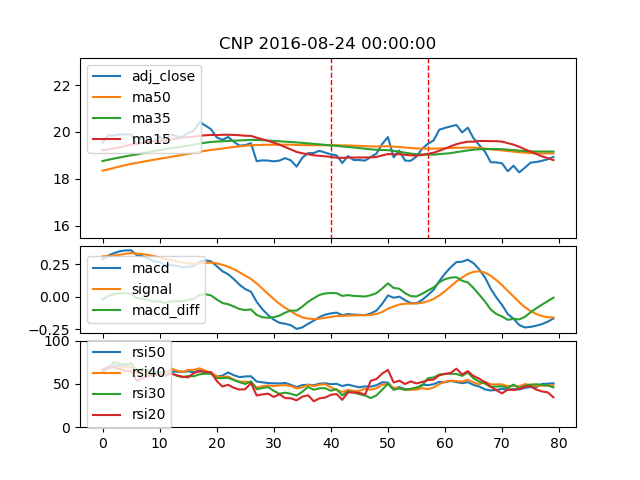 CNP 2016-08-24 00:00:00
adj_close
ma50
ma35
ma15
22
20
18
16
macd
signal
macd_diff
0.25
0.00
−0.25
rsi50
rsi40
rsi30
rsi20
100
50
0
0 10 20 30 40 50 60 70 80